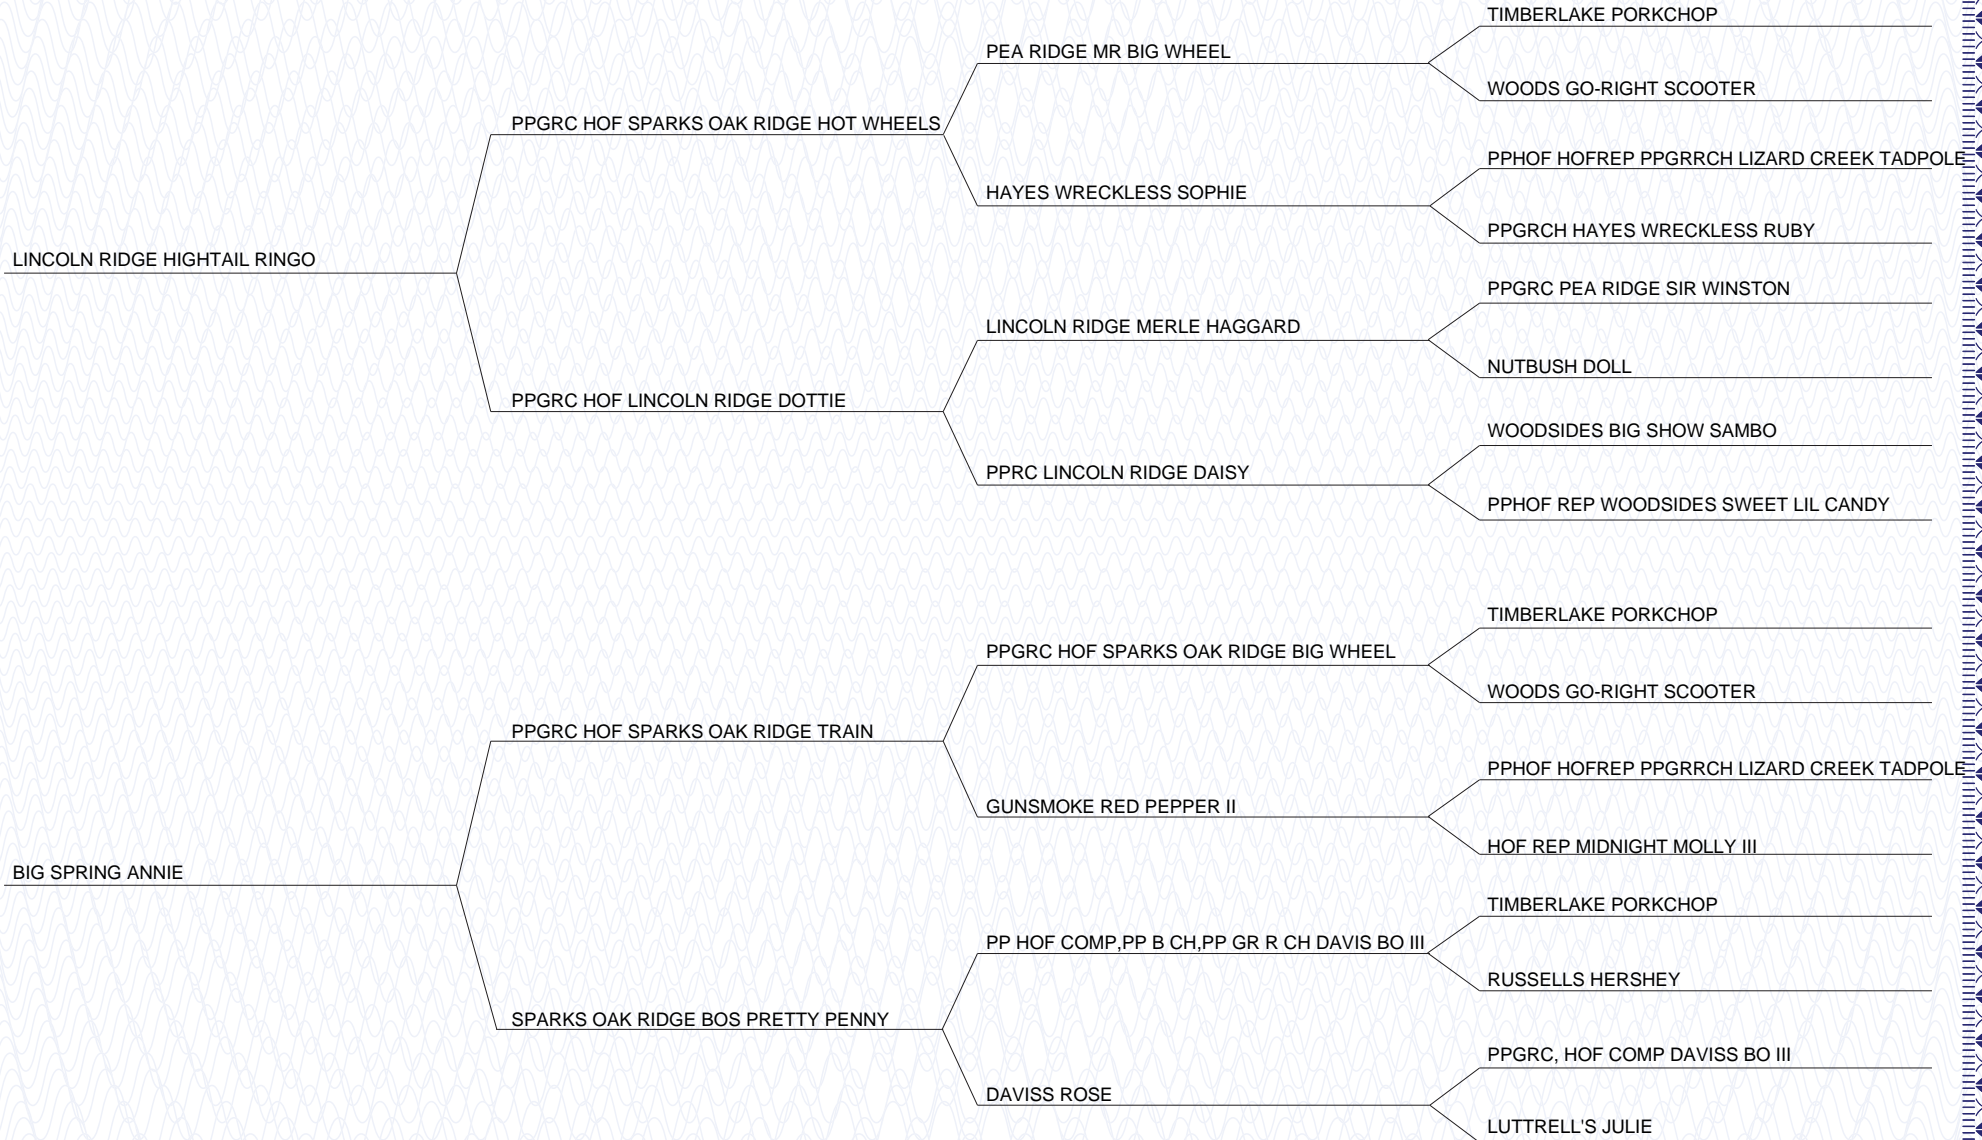 TIMBERLAKE PORKCHOP
PEA RIDGE MR BIG WHEEL
WOODS GO-RIGHT SCOOTER
PPGRC HOF SPARKS OAK RIDGE HOT WHEELS
PPHOF HOFREP PPGRRCH LIZARD CREEK TADPOLE
HAYES WRECKLESS SOPHIE
PPGRCH HAYES WRECKLESS RUBY
LINCOLN RIDGE HIGHTAIL RINGO
PPGRC PEA RIDGE SIR WINSTON
LINCOLN RIDGE MERLE HAGGARD
NUTBUSH DOLL
PPGRC HOF LINCOLN RIDGE DOTTIE
WOODSIDES BIG SHOW SAMBO
PPRC LINCOLN RIDGE DAISY
PPHOF REP WOODSIDES SWEET LIL CANDY
TIMBERLAKE PORKCHOP
PPGRC HOF SPARKS OAK RIDGE BIG WHEEL
WOODS GO-RIGHT SCOOTER
PPGRC HOF SPARKS OAK RIDGE TRAIN
PPHOF HOFREP PPGRRCH LIZARD CREEK TADPOLE
GUNSMOKE RED PEPPER II
HOF REP MIDNIGHT MOLLY III
BIG SPRING ANNIE
TIMBERLAKE PORKCHOP
PP HOF COMP,PP B CH,PP GR R CH DAVIS BO III
RUSSELLS HERSHEY
SPARKS OAK RIDGE BOS PRETTY PENNY
PPGRC, HOF COMP DAVISS BO III
DAVISS ROSE
LUTTRELL'S JULIE